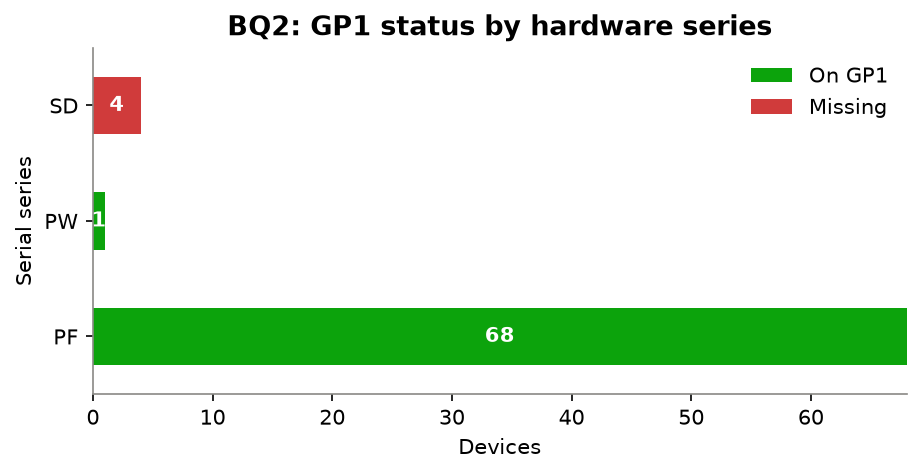 BQ2: GP1 status by hardware series
On GP1
Missing
SD
4
PW
1
PF
68
Serial series
0 10 20 30 40 50 60
Devices